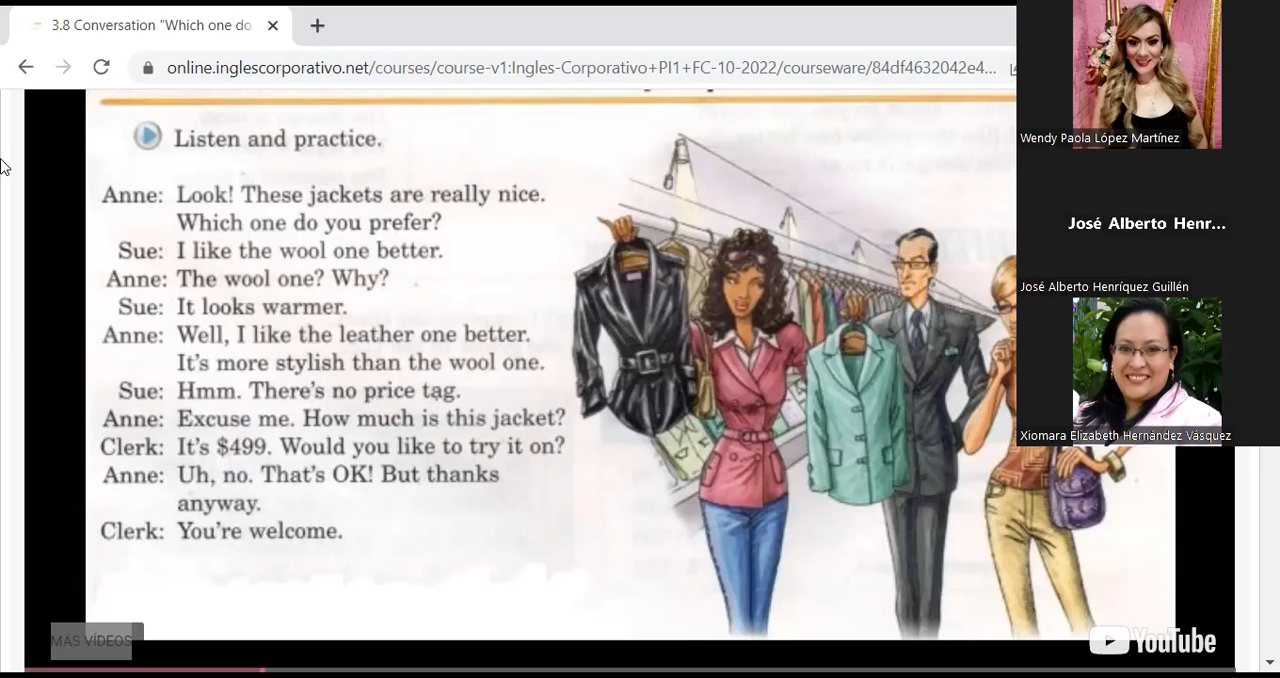 3.8 Conversation "Which one do
online.inglescorporativo.net/courses/course-v1:Ingles-Corporativo+PI1+FC-10-2022/courseware/84df4632042e4...
Listen and practice.
Anne: Look! These jackets are really nice.
Which one do you prefer?
Sue: I like the wool one better.
Anne: The wool one? Why?
Sue: It looks warmer.
Anne: Well, I like the leather one better.
It's more stylish than the wool one.
Sue: Hmm. There's no price tag.
Anne: Excuse me. How much is this jacket?
Clerk: It's $499. Would you like to try it on?
Anne: Uh, no. That's OK! But thanks
anyway.
Clerk: You're welcome.
MÁS VÍDEOS
YouTube
Wendy Paola López Martínez
José Alberto Henr...
José Alberto Henríquez Guillén
Xiomara Elizabeth Hernández Vásquez